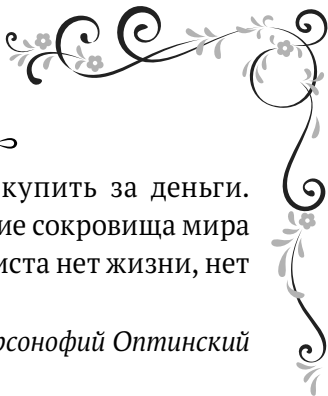 купить за деньги.
ие сокровища мира
иста нет жизни, нет
рсонофий Оптинский